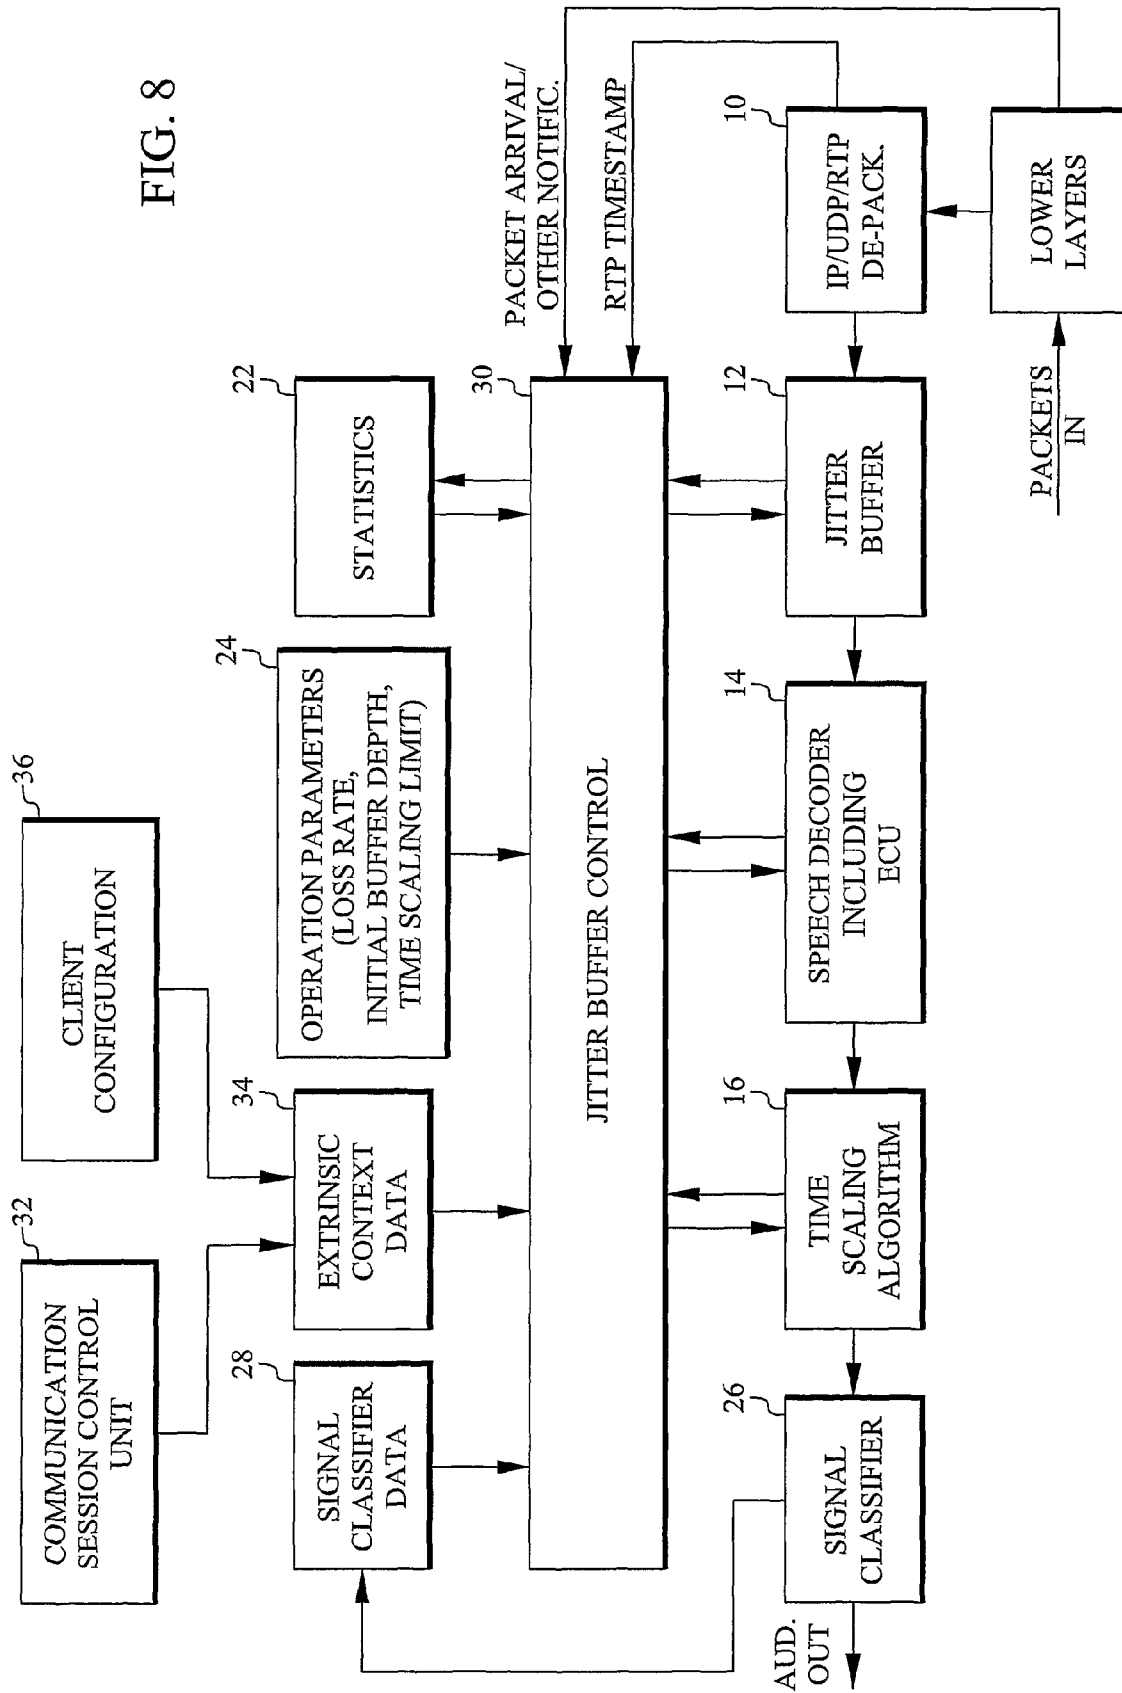 FIG. 8
COMMUNICATION
SESSION CONTROL
UNIT
32
CLIENT
CONFIGURATION
36
SIGNAL
CLASSIFIER
DATA
28
EXTRINSIC
CONTEXT
DATA
34
OPERATION PARAMETERS
(LOSS RATE,
INITIAL BUFFER DEPTH,
TIME SCALING LIMIT)
24
STATISTICS
22
PACKET ARRIVAL/
OTHER NOTIFIC.
RTP TIMESTAMP
JITTER BUFFER CONTROL
30
AUD.
OUT
SIGNAL
CLASSIFIER
26
TIME
SCALING
ALGORITHM
16
SPEECH DECODER
INCLUDING
ECU
14
JITTER
BUFFER
12
IP/UDP/RTP
DE-PACK.
10
PACKETS
IN
LOWER
LAYERS